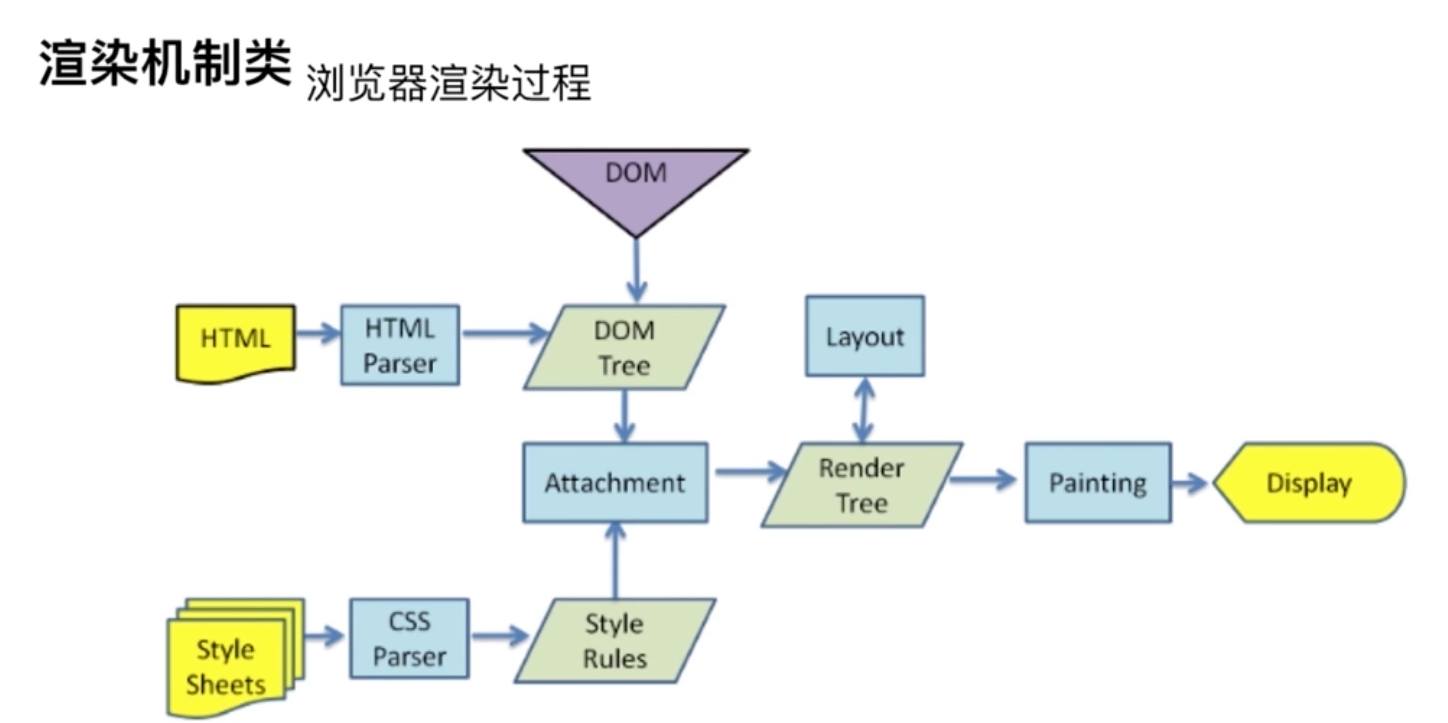 渲染机制类 浏览器渲染过程
DOM
HTML
HTML
Parser
DOM
Tree
Layout
Attachment
Render
Tree
Painting
Display
Style
Sheets
CSS
Parser
Style
Rules